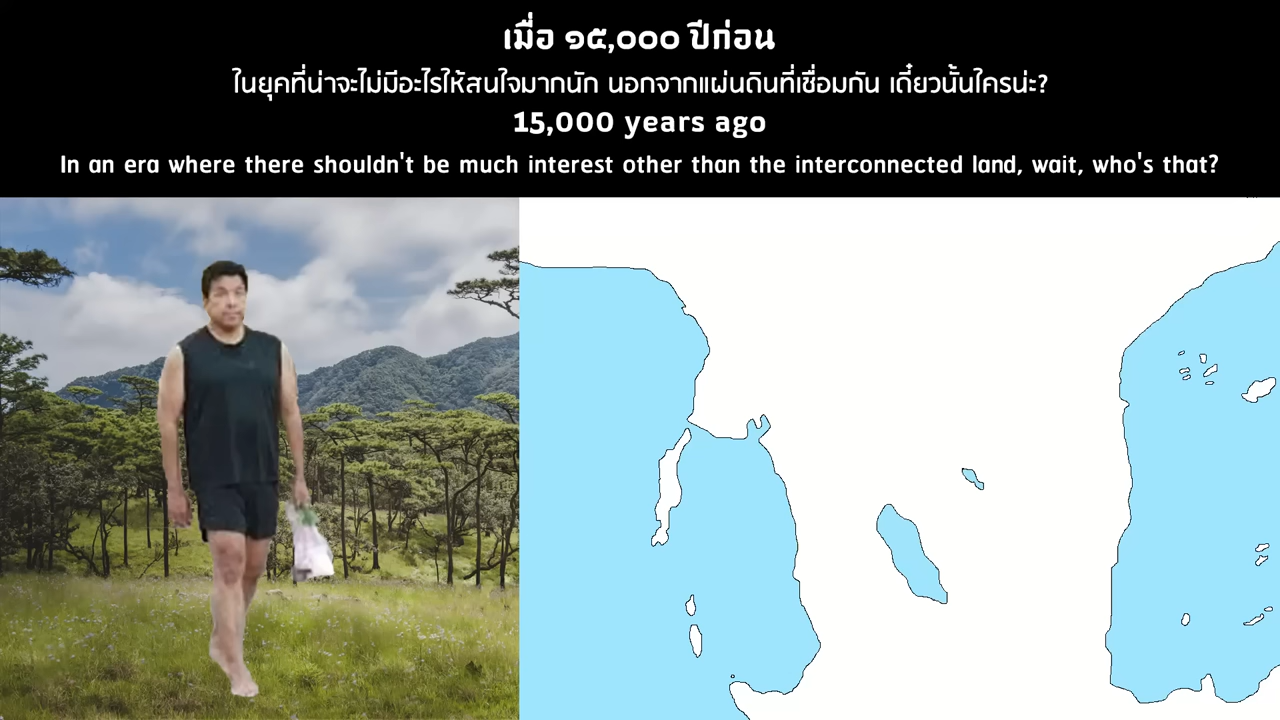 เมื่อ ๑๕,๐๐๐ ปีก่อน
ในยุคที่น่าจะไม่มีอะไรให้สนใจมากนัก นอกจากแผ่นดินที่เชื่อมกัน เดี๋ยวนั้นใครน่ะ?
15,000 years ago
In an era where there shouldn't be much interest other than the interconnected land, wait, who's that?